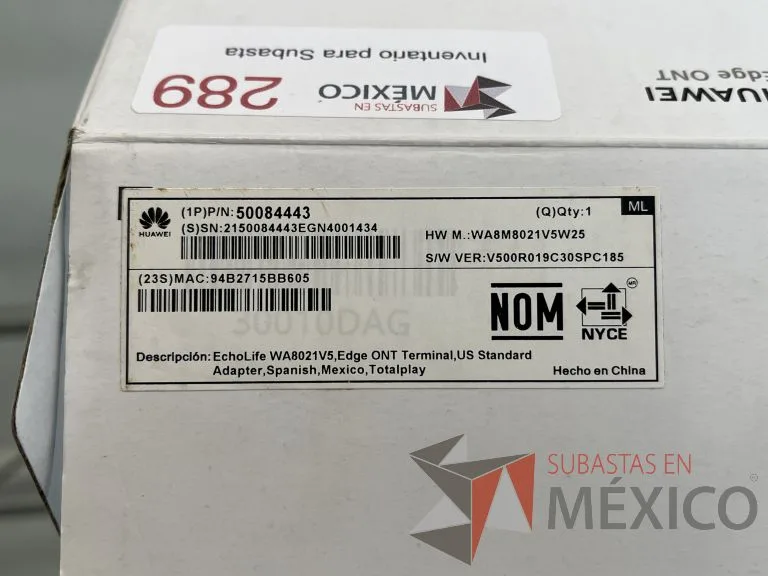 Inventario para Subasta
289
SUBASTAS EN
MÉXICO
HUAWEI
Edge ONT
HUAWEI
(1P)P/N:50084443
(Q)Qty:1
ML
(S)SN:2150084443EGN4001434
HW M.:WA8M8021V5W25
S/W VER:V500R019C30SPC185
(23S)MAC:94B2715BB605
30010DAG
NOM
MR
NYCE
Descripción:EchoLife WA8021V5,Edge ONT Terminal,US Standard
Adapter,Spanish,Mexico,Totalplay
Hecho en China
SUBASTAS EN
MÉXICO®